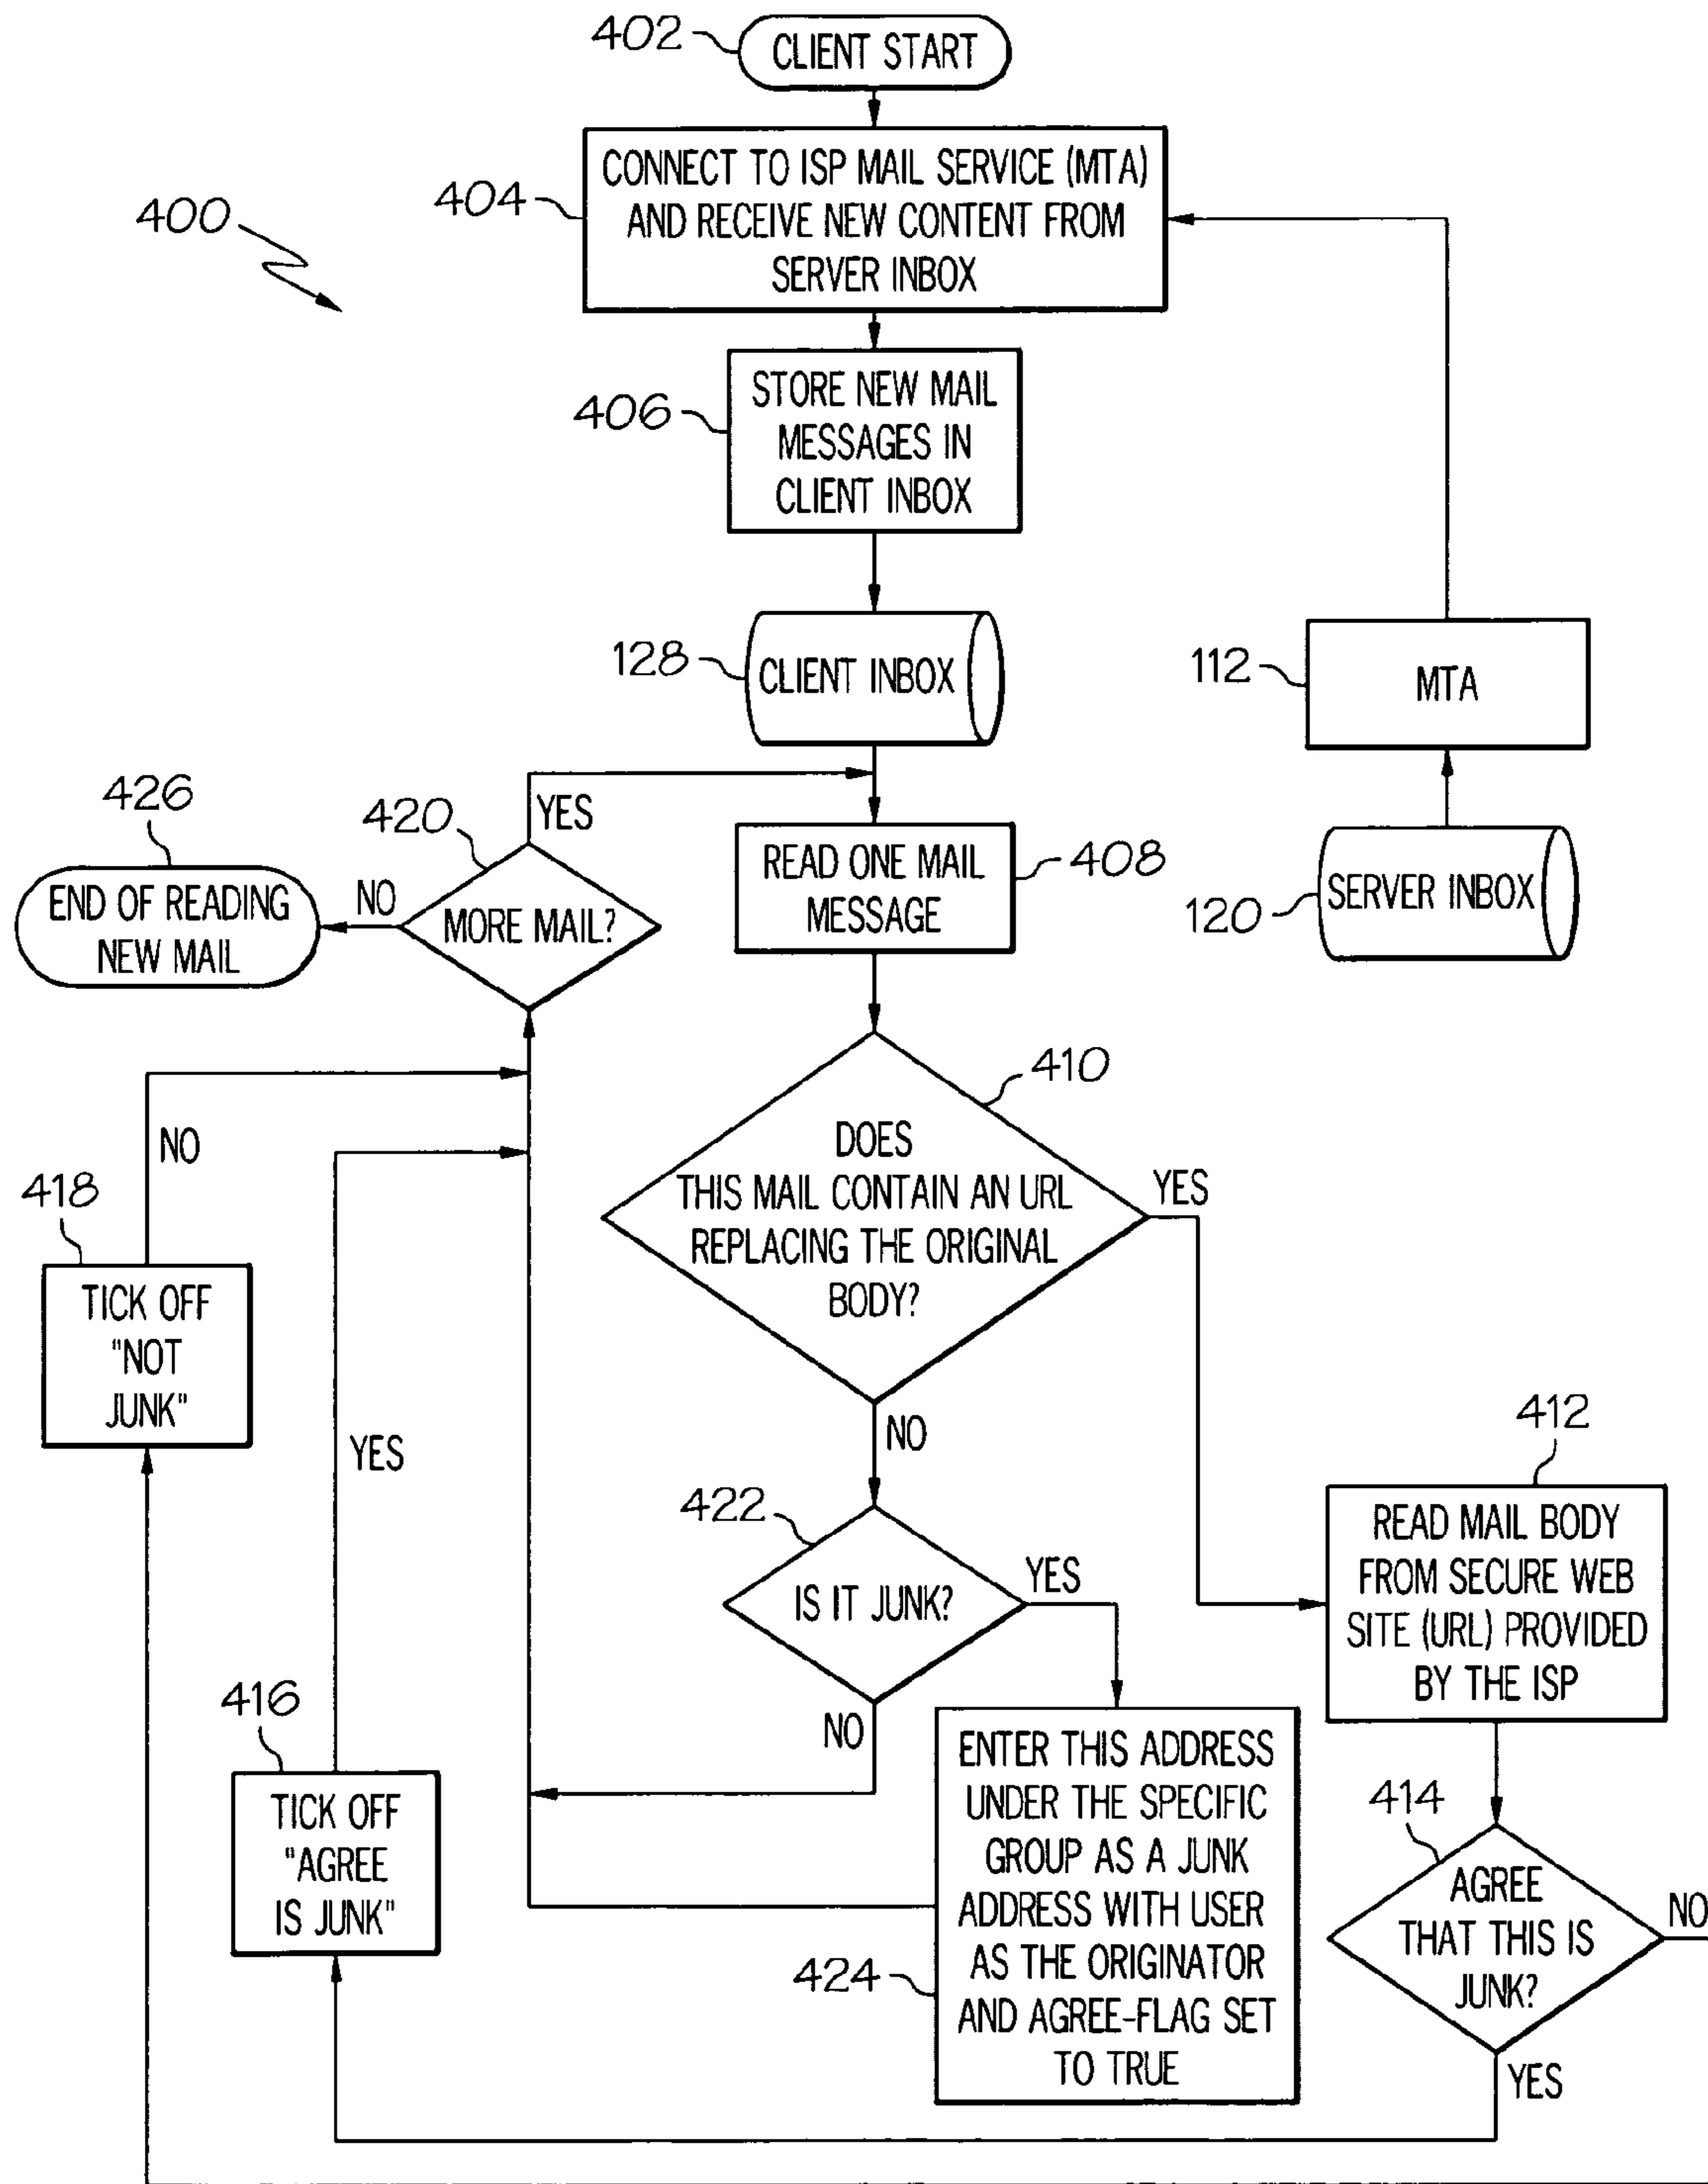 402
CLIENT START
400
404
CONNECT TO ISP MAIL SERVICE (MTA)
AND RECEIVE NEW CONTENT FROM
SERVER INBOX
406
STORE NEW MAIL
MESSAGES IN
CLIENT INBOX
128
CLIENT INBOX
112
MTA
426
END OF READING
NEW MAIL
NO
420
MORE MAIL?
YES
READ ONE MAIL
MESSAGE
408
120
SERVER INBOX
410
DOES
THIS MAIL CONTAIN AN URL
REPLACING THE ORIGINAL
BODY?
YES
NO
NO
418
TICK OFF
"NOT
JUNK"
YES
422
IS IT JUNK?
YES
NO
412
READ MAIL BODY
FROM SECURE WEB
SITE (URL) PROVIDED
BY THE ISP
416
TICK OFF
"AGREE
IS JUNK"
424
ENTER THIS ADDRESS
UNDER THE SPECIFIC
GROUP AS A JUNK
ADDRESS WITH USER
AS THE ORIGINATOR
AND AGREE-FLAG SET
TO TRUE
414
AGREE
THAT THIS IS
JUNK?
NO
YES